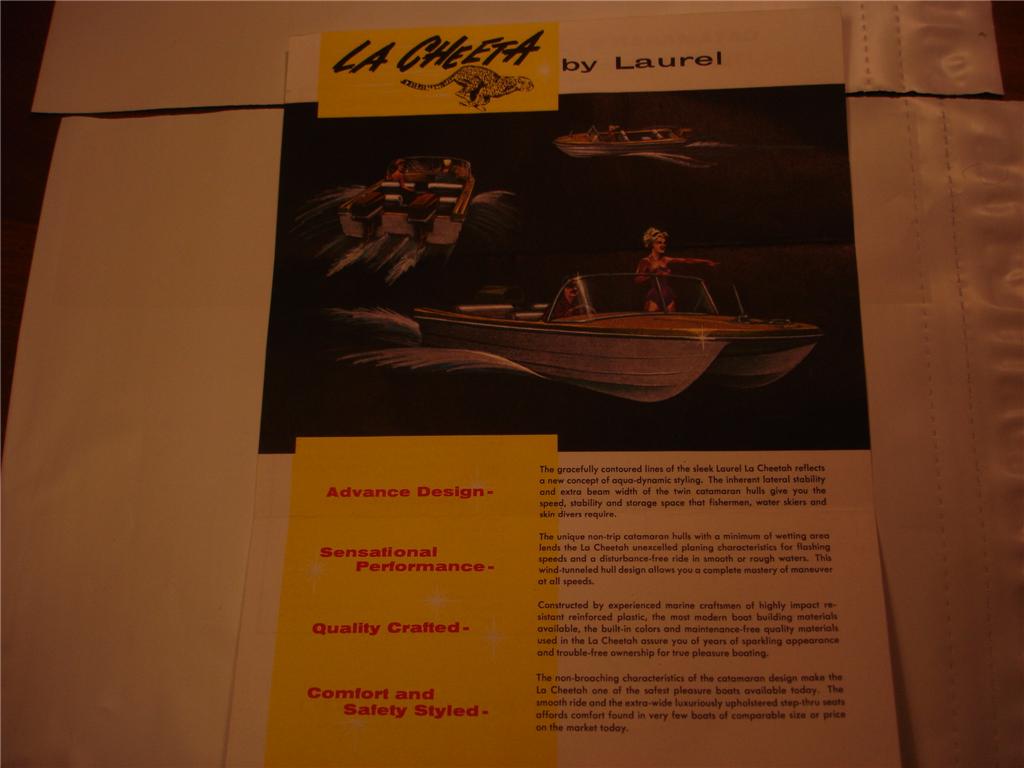 LA CHEETA
by Laurel
Advance Design-
The gracefully contoured lines of the sleek Laurel La Cheetah reflects
a new concept of aqua-dynamic styling. The inherent lateral stability
and extra beam width of the twin catamaran hulls give you the
speed, stability and storage space that fishermen, water skiers and
skin divers require.
Sensational
Performance-
The unique non-trip catamaran hulls with a minimum of wetting area
lends the La Cheetah unexcelled planing characteristics for flashing
speeds and a disturbance-free ride in smooth or rough waters. This
wind-tunneled hull design allows you a complete mastery of maneuver
at all speeds.
Quality Crafted-
Constructed by experienced marine craftsmen of highly impact re-
sistant reinforced plastic, the most modern boat building materials
available, the built-in colors and maintenance-free quality materials
used in the La Cheetah assure you of years of sparkling appearance
and trouble-free ownership for true pleasure boating.
Comfort and
Safety Styled-
The non-broaching characteristics of the catamaran design make the
La Cheetah one of the safest pleasure boats available today. The
smooth ride and the extra-wide luxuriously upholstered step-thru seats
affords comfort found in very few boats of comparable size or price
on the market today.